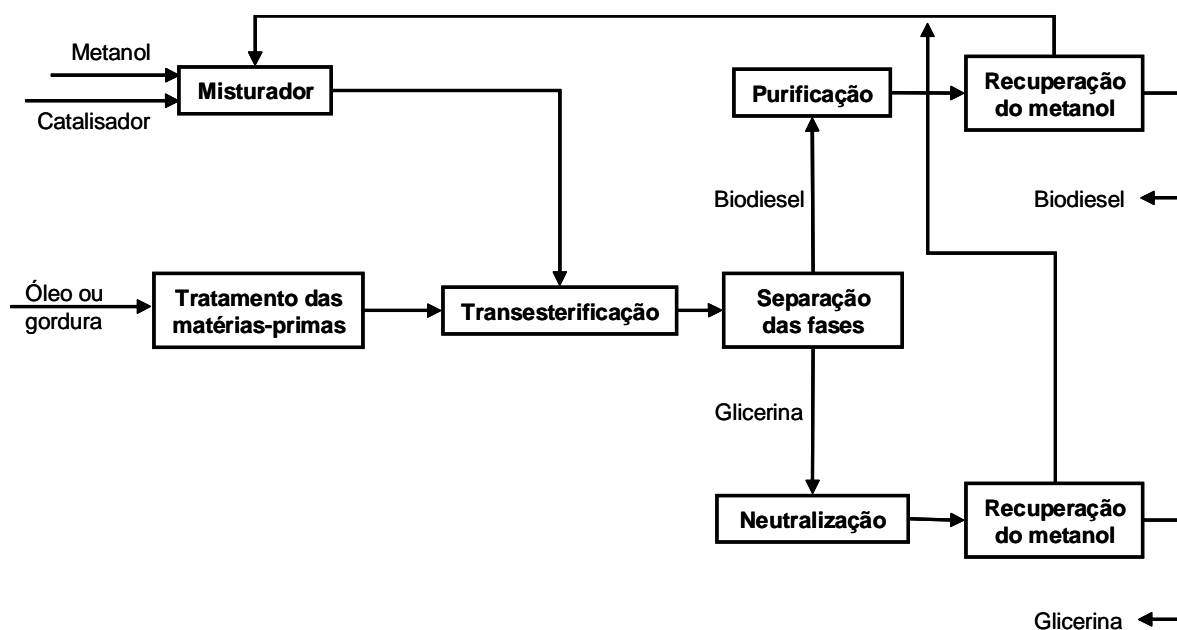 Metanol
Catalisador
Misturador
Purificação
Recuperação
do metanol
Biodiesel
Biodiesel
Óleo ou
gordura
Tratamento das
matérias-primas
Transesterificação
Separação
das fases
Glicerina
Neutralização
Recuperação
do metanol
Glicerina